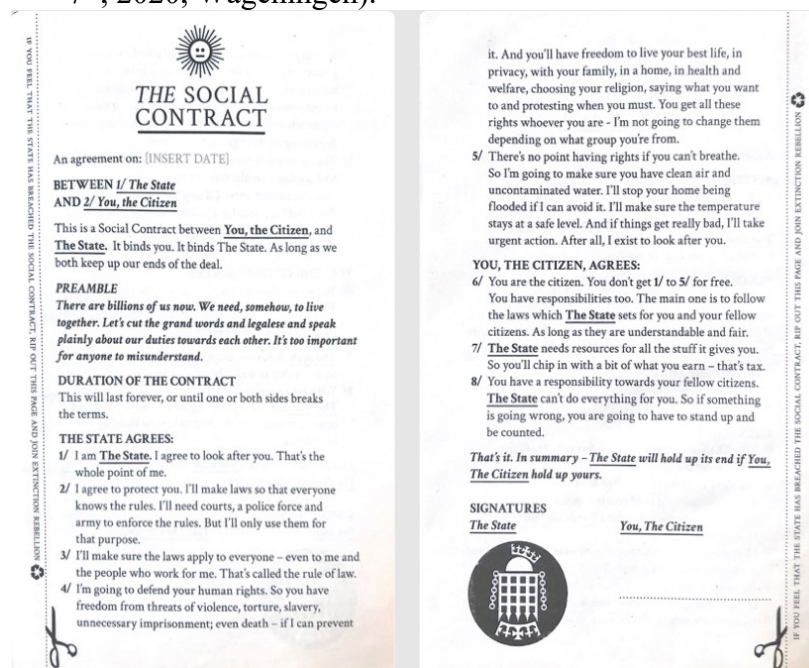 7, 2020, Wageningen).
THE SOCIAL
CONTRACT
An agreement on: [INSERT DATE]
BETWEEN 1/ The State
AND 2/ You, the Citizen
This is a Social Contract between You, the Citizen, and
The State. It binds you. It binds The State. As long as we
both keep up our ends of the deal.
PREAMBLE
There are billions of us now. We need, somehow, to live
together. Let's cut the grand words and legalese and speak
plainly about our duties towards each other. It's too important
for anyone to misunderstand.
DURATION OF THE CONTRACT
This will last forever, or until one or both sides breaks
the terms.
THE STATE AGREES:
1/ I am The State. I agree to look after you. That's the
whole point of me.
2/ I agree to protect you. I'll make laws so that everyone
knows the rules. I'll need courts, a police force and
army to enforce the rules. But I'll only use them for
that purpose.
3/ I'll make sure the laws apply to everyone – even to me and
the people who work for me. That's called the rule of law.
4/ I'm going to defend your human rights. So you have
freedom from threats of violence, torture, slavery,
unnecessary imprisonment; even death – if I can prevent
IF YOU FEEL THAT THE STATE HAS BREACHED THE SOCIAL CONTRACT, RIP OUT THIS PAGE AND JOIN EXTINCTION REBELLION
it. And you'll have freedom to live your best life, in
privacy, with your family, in a home, in health and
welfare, choosing your religion, saying what you want
to and protesting when you must. You get all these
rights whoever you are - I'm not going to change them
depending on what group you're from.
5/ There's no point having rights if you can't breathe.
So I'm going to make sure you have clean air and
uncontaminated water. I'll stop your home being
flooded if I can avoid it. I'll make sure the temperature
stays at a safe level. And if things get really bad, I'll take
urgent action. After all, I exist to look after you.
YOU, THE CITIZEN, AGREES:
6/ You are the citizen. You don't get 1/ to 5/ for free.
You have responsibilities too. The main one is to follow
the laws which The State sets for you and your fellow
citizens. As long as they are understandable and fair.
7/ The State needs resources for all the stuff it gives you.
So you'll chip in with a bit of what you earn – that's tax.
8/ You have a responsibility towards your fellow citizens.
The State can't do everything for you. So if something
is going wrong, you are going to have to stand up and
be counted.
That's it. In summary – The State will hold up its end if You,
The Citizen hold up yours.
SIGNATURES
The State You, The Citizen
IF YOU FEEL THAT THE STATE HAS BREACHED THE SOCIAL CONTRACT, RIP OUT THIS PAGE AND JOIN EXTINCTION REBELLION